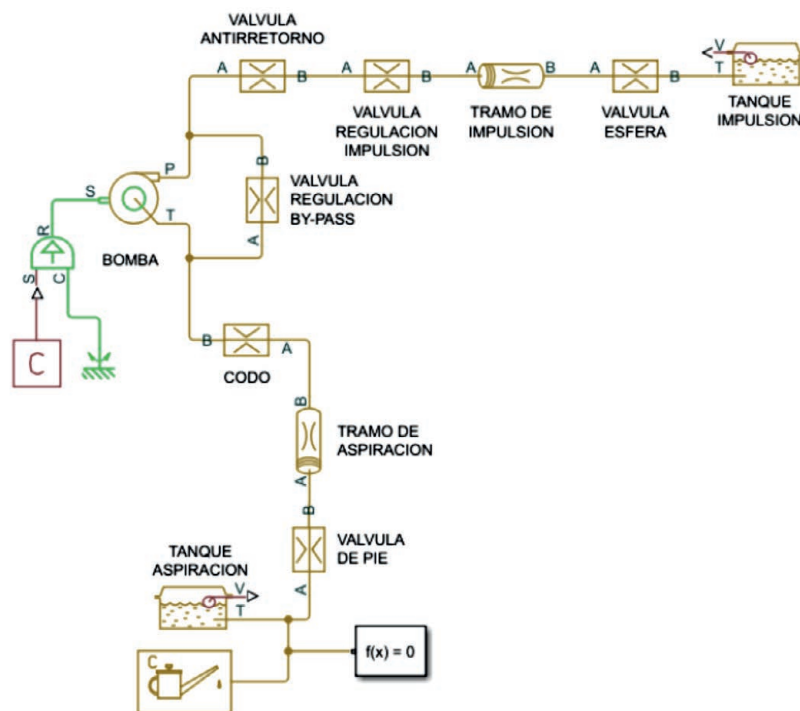 VALVULA
ANTIRRETORNO
A
B
A
B
A
B
A
B
V
T
VALVULA
REGULACION
IMPULSION
TRAMO DE
IMPULSION
VALVULA
ESFERA
TANQUE
IMPULSION
P
B
S
VALVULA
REGULACION
BY-PASS
T
R
A
BOMBA
S
C
C
B
A
CODO
B
TRAMO DE
ASPIRACION
A
B
VALVULA
DE PIE
TANQUE
ASPIRACION
A
V
T
f(x) = 0
C